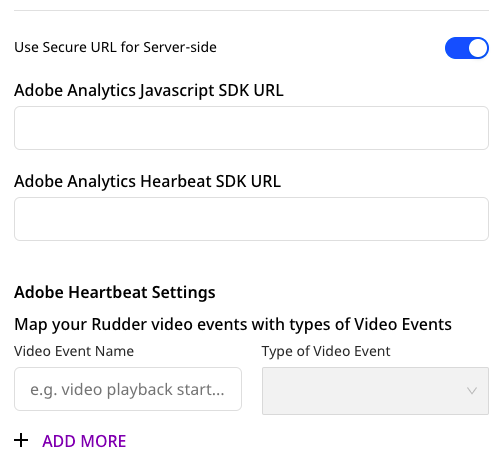 Use Secure URL for Server-side
Adobe Analytics Javascript SDK URL
Adobe Analytics Hearbeat SDK URL
Adobe Heartbeat Settings
Map your Rudder video events with types of Video Events
Video Event Name
Type of Video Event
e.g. video playback start...
+ ADD MORE